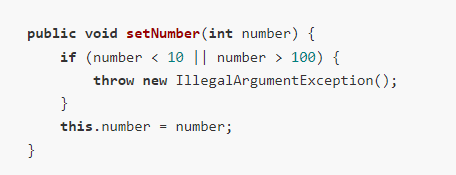 public void setNumber(int number) {
    if (number < 10 || number > 100) {
        throw new IllegalArgumentException();
    }
    this.number = number;
}